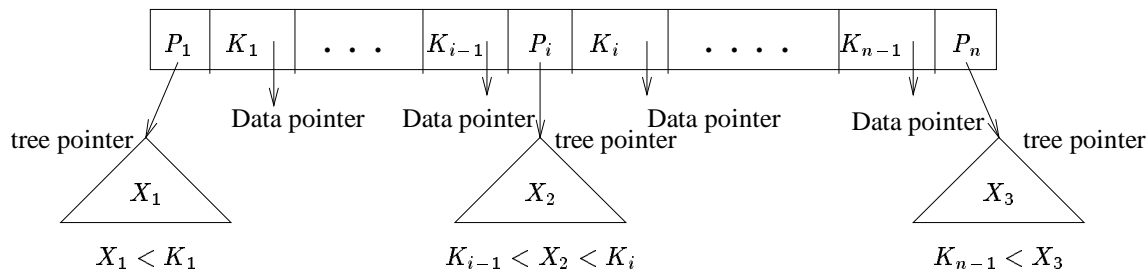 P₁ K₁ . . . Kᵢ₋₁ Pᵢ Kᵢ . . . . Kₙ₋₁ Pₙ
Data pointer Data pointer Data pointer Data pointer
tree pointer tree pointer tree pointer
X₁ X₂ X₃
X₁ < K₁ Kᵢ₋₁ < X₂ < Kᵢ Kₙ₋₁ < X₃